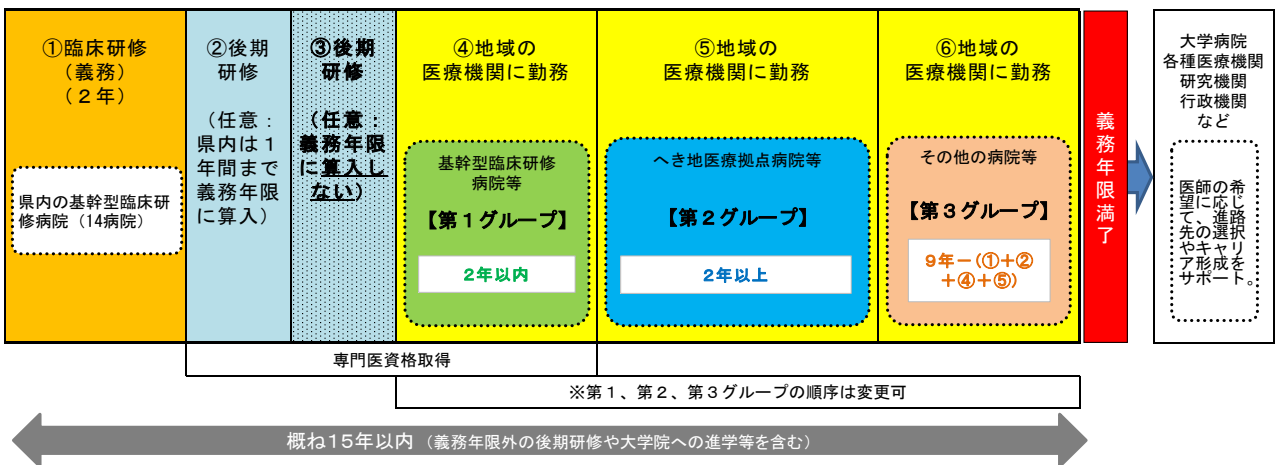 ①臨床研修
（義務）
（２年）
県内の基幹型臨床研
修病院（14病院）
②後期
研修
（任意：
県内は１
年間まで
義務年限
に算入）
③後期
研修
（任意：
義務年限
に算入し
ない）
④地域の
医療機関に勤務
基幹型臨床研修
病院等
【第１グループ】
２年以内
⑤地域の
医療機関に勤務
へき地医療拠点病院等
【第２グループ】
２年以上
⑥地域の
医療機関に勤務
その他の病院等
【第３グループ】
９年－（①＋②
＋④＋⑤）
義務年限満了
大学病院
各種医療機関
研究機関
行政機関
など
医師の希
望に応じ
て、進路
先の選択
やキャリ
ア形成を
サポート。
専門医資格取得
※第１、第２、第３グループの順序は変更可
概ね１５年以内（義務年限外の後期研修や大学院への進学等を含む）